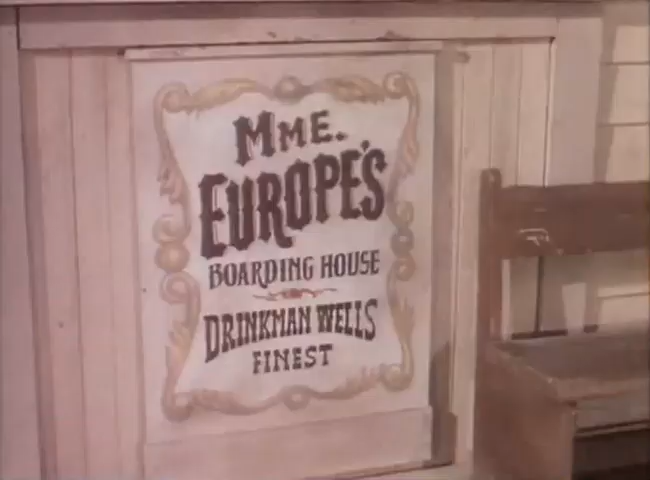 MME.
EUROPE'S
BOARDING HOUSE
DRINKMAN WELLS
FINEST